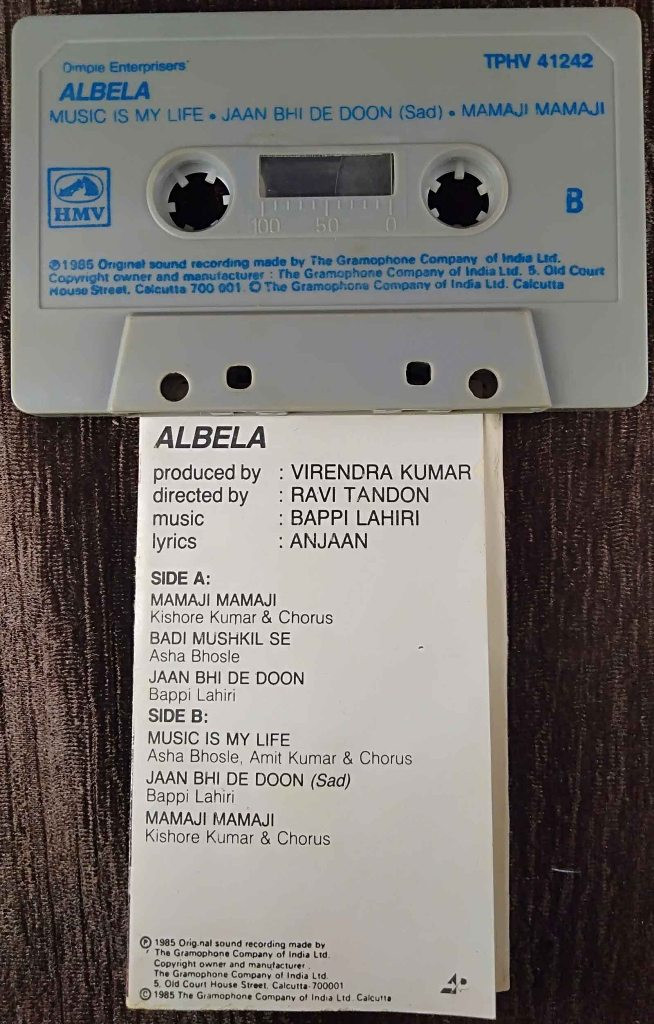 Dimple Enterprisers'
TPHV 41242
ALBELA
MUSIC IS MY LIFE • JAAN BHI DE DOON (Sad) • MAMAJI MAMAJI
HMV
100 50 0
B
℗1985 Original sound recording made by The Gramophone Company of India Ltd.
Copyright owner and manufacturer : The Gramophone Company of India Ltd. 5, Old Court
House Street, Calcutta 700 001. © The Gramophone Company of India Ltd. Calcutta
ALBELA
produced by : VIRENDRA KUMAR
directed by : RAVI TANDON
music : BAPPI LAHIRI
lyrics : ANJAAN
SIDE A:
MAMAJI MAMAJI
Kishore Kumar & Chorus
BADI MUSHKIL SE
Asha Bhosle
JAAN BHI DE DOON
Bappi Lahiri
SIDE B:
MUSIC IS MY LIFE
Asha Bhosle, Amit Kumar & Chorus
JAAN BHI DE DOON (Sad)
Bappi Lahiri
MAMAJI MAMAJI
Kishore Kumar & Chorus
℗ 1985 Original sound recording made by
The Gramophone Company of India Ltd.
Copyright owner and manufacturer :
The Gramophone Company of India Ltd.
5, Old Court House Street, Calcutta-700001
© 1985 The Gramophone Company of India Ltd. Calcutta